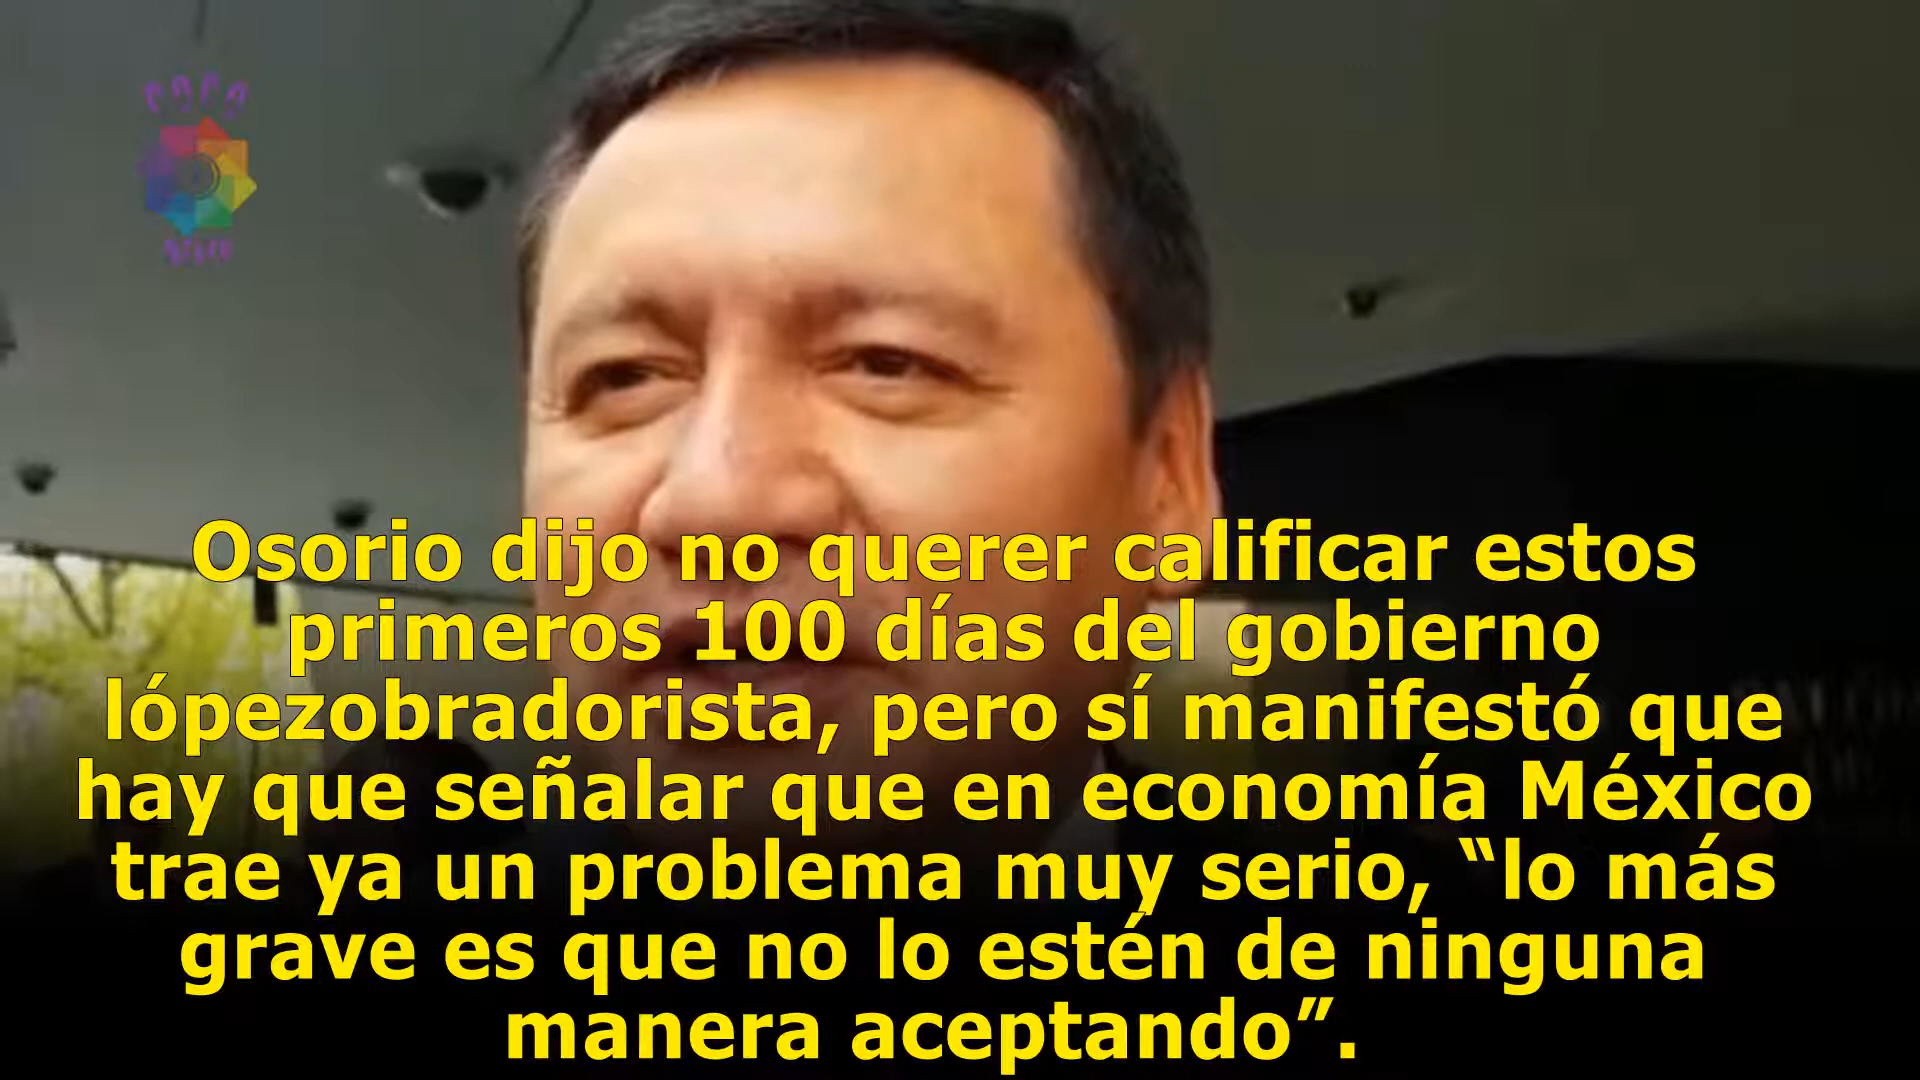 Osorio dijo no querer calificar estos
primeros 100 días del gobierno
lópezobradorista, pero sí manifestó que
hay que señalar que en economía México
trae ya un problema muy serio, “lo más
grave es que no lo estén de ninguna
manera aceptando”.